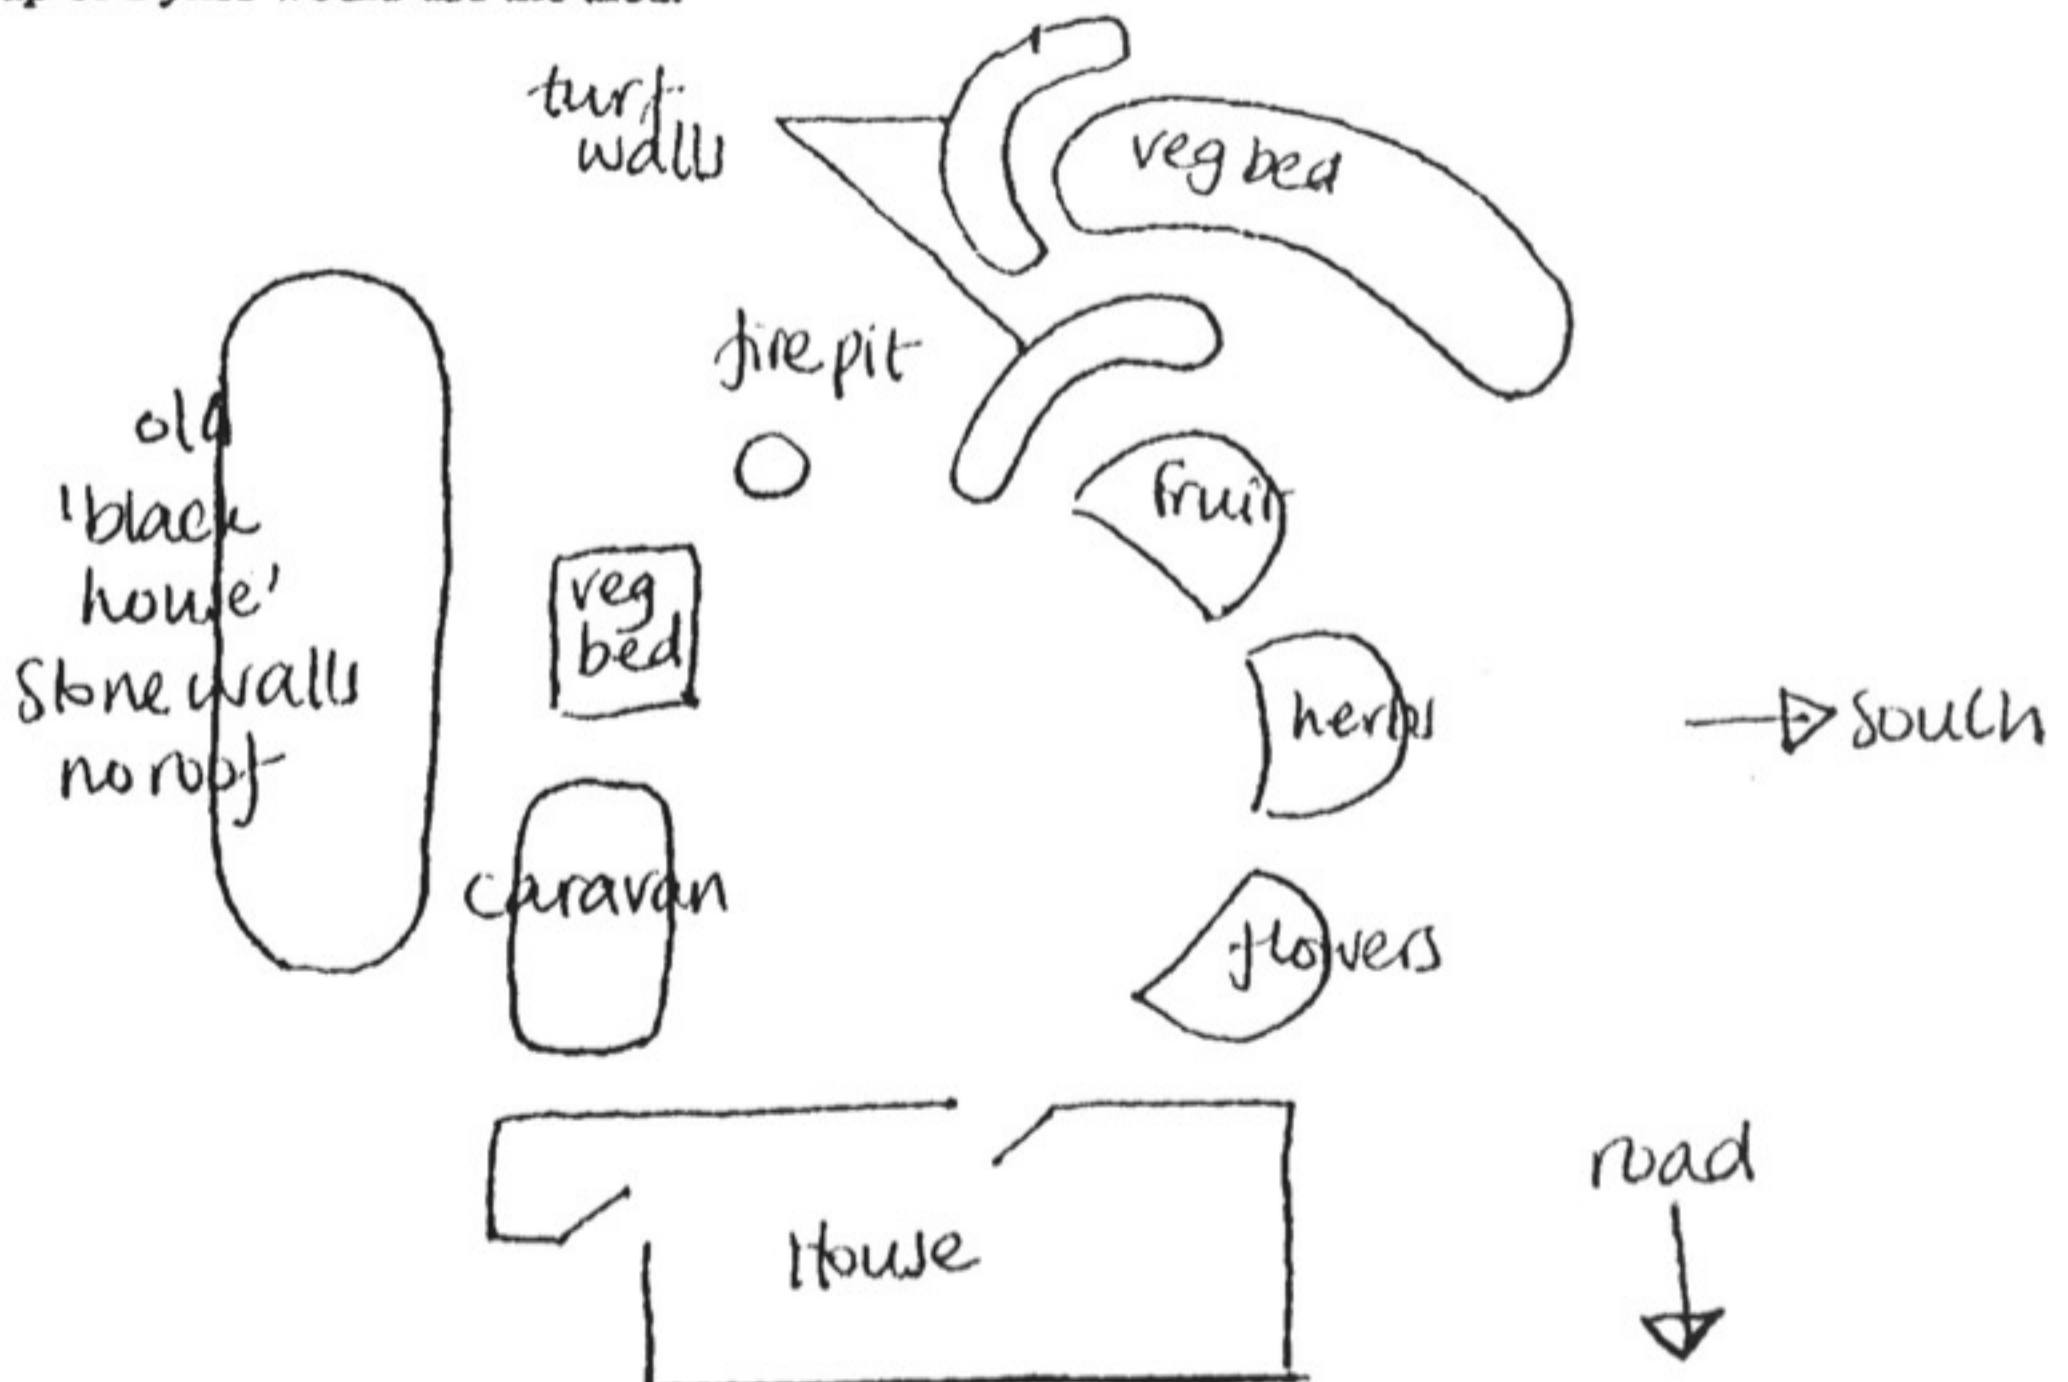 turf
walls
veg bed
fire pit
old
'black
house'
Stone walls
no roof
veg
bed
fruit
herbs
south
caravan
flowers
road
House